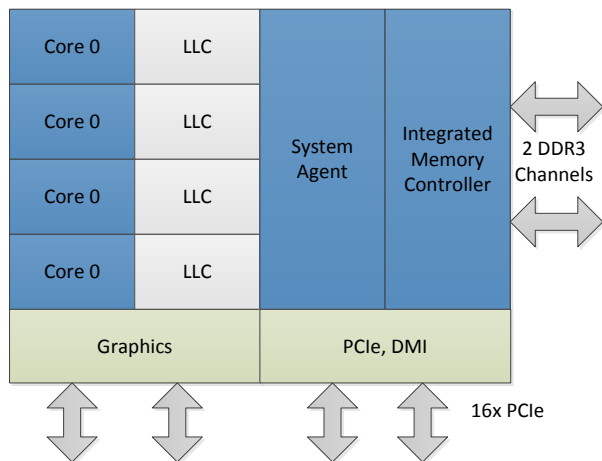 Core 0
LLC
Core 0
LLC
Core 0
LLC
Core 0
LLC
System
Agent
Integrated
Memory
Controller
2 DDR3
Channels
Graphics
PCIe, DMI
16x PCIe